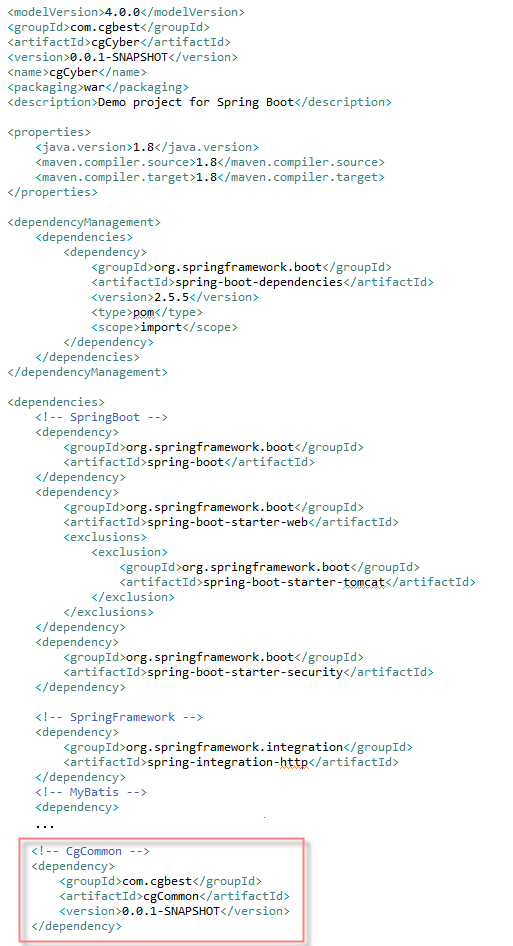 <modelVersion>4.0.0</modelVersion>
<groupId>com.cgbest</groupId>
<artifactId>cgCyber</artifactId>
<version>0.0.1-SNAPSHOT</version>
<name>cgCyber</name>
<packaging>war</packaging>
<description>Demo project for Spring Boot</description>
<properties>
<java.version>1.8</java.version>
<maven.compiler.source>1.8</maven.compiler.source>
<maven.compiler.target>1.8</maven.compiler.target>
</properties>
<dependencyManagement>
<dependencies>
<dependency>
<groupId>org.springframework.boot</groupId>
<artifactId>spring-boot-dependencies</artifactId>
<version>2.5.5</version>
<type>pom</type>
<scope>import</scope>
</dependency>
</dependencies>
</dependencyManagement>
<dependencies>
<!-- SpringBoot -->
<dependency>
<groupId>org.springframework.boot</groupId>
<artifactId>spring-boot</artifactId>
</dependency>
<dependency>
<groupId>org.springframework.boot</groupId>
<artifactId>spring-boot-starter-web</artifactId>
<exclusions>
<exclusion>
<groupId>org.springframework.boot</groupId>
<artifactId>spring-boot-starter-tomcat</artifactId>
</exclusion>
</exclusions>
</dependency>
<dependency>
<groupId>org.springframework.boot</groupId>
<artifactId>spring-boot-starter-security</artifactId>
</dependency>
<!-- SpringFramework -->
<dependency>
<groupId>org.springframework.integration</groupId>
<artifactId>spring-integration-http</artifactId>
</dependency>
<!-- MyBatis -->
<dependency>
...
<!-- CgCommon -->
<dependency>
<groupId>com.cgbest</groupId>
<artifactId>cgCommon</artifactId>
<version>0.0.1-SNAPSHOT</version>
</dependency>